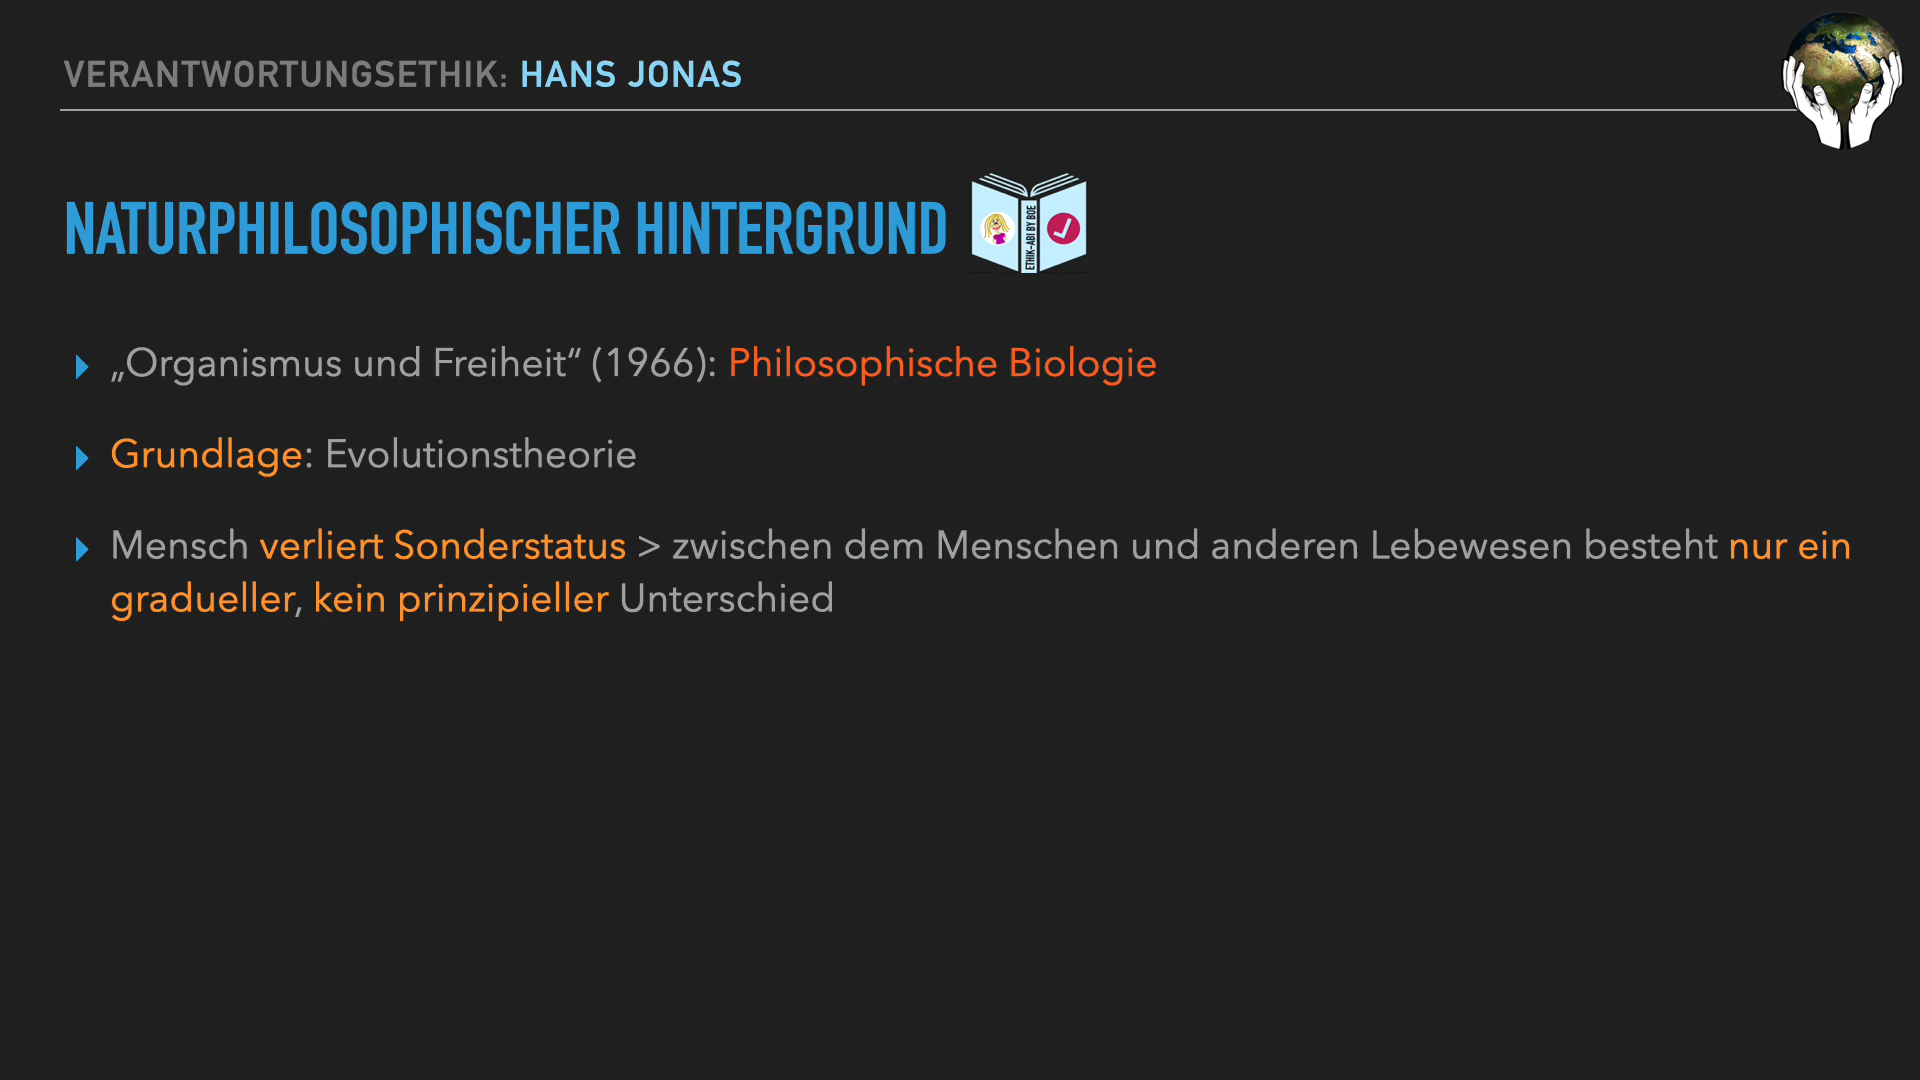 VERANTWORTUNGSETHIK: HANS JONAS
NATURPHILOSOPHISCHER HINTERGRUND
ETHIK-ABI BY BOE
„Organismus und Freiheit“ (1966): Philosophische Biologie
Grundlage: Evolutionstheorie
Mensch verliert Sonderstatus > zwischen dem Menschen und anderen Lebewesen besteht nur ein
gradueller, kein prinzipieller Unterschied